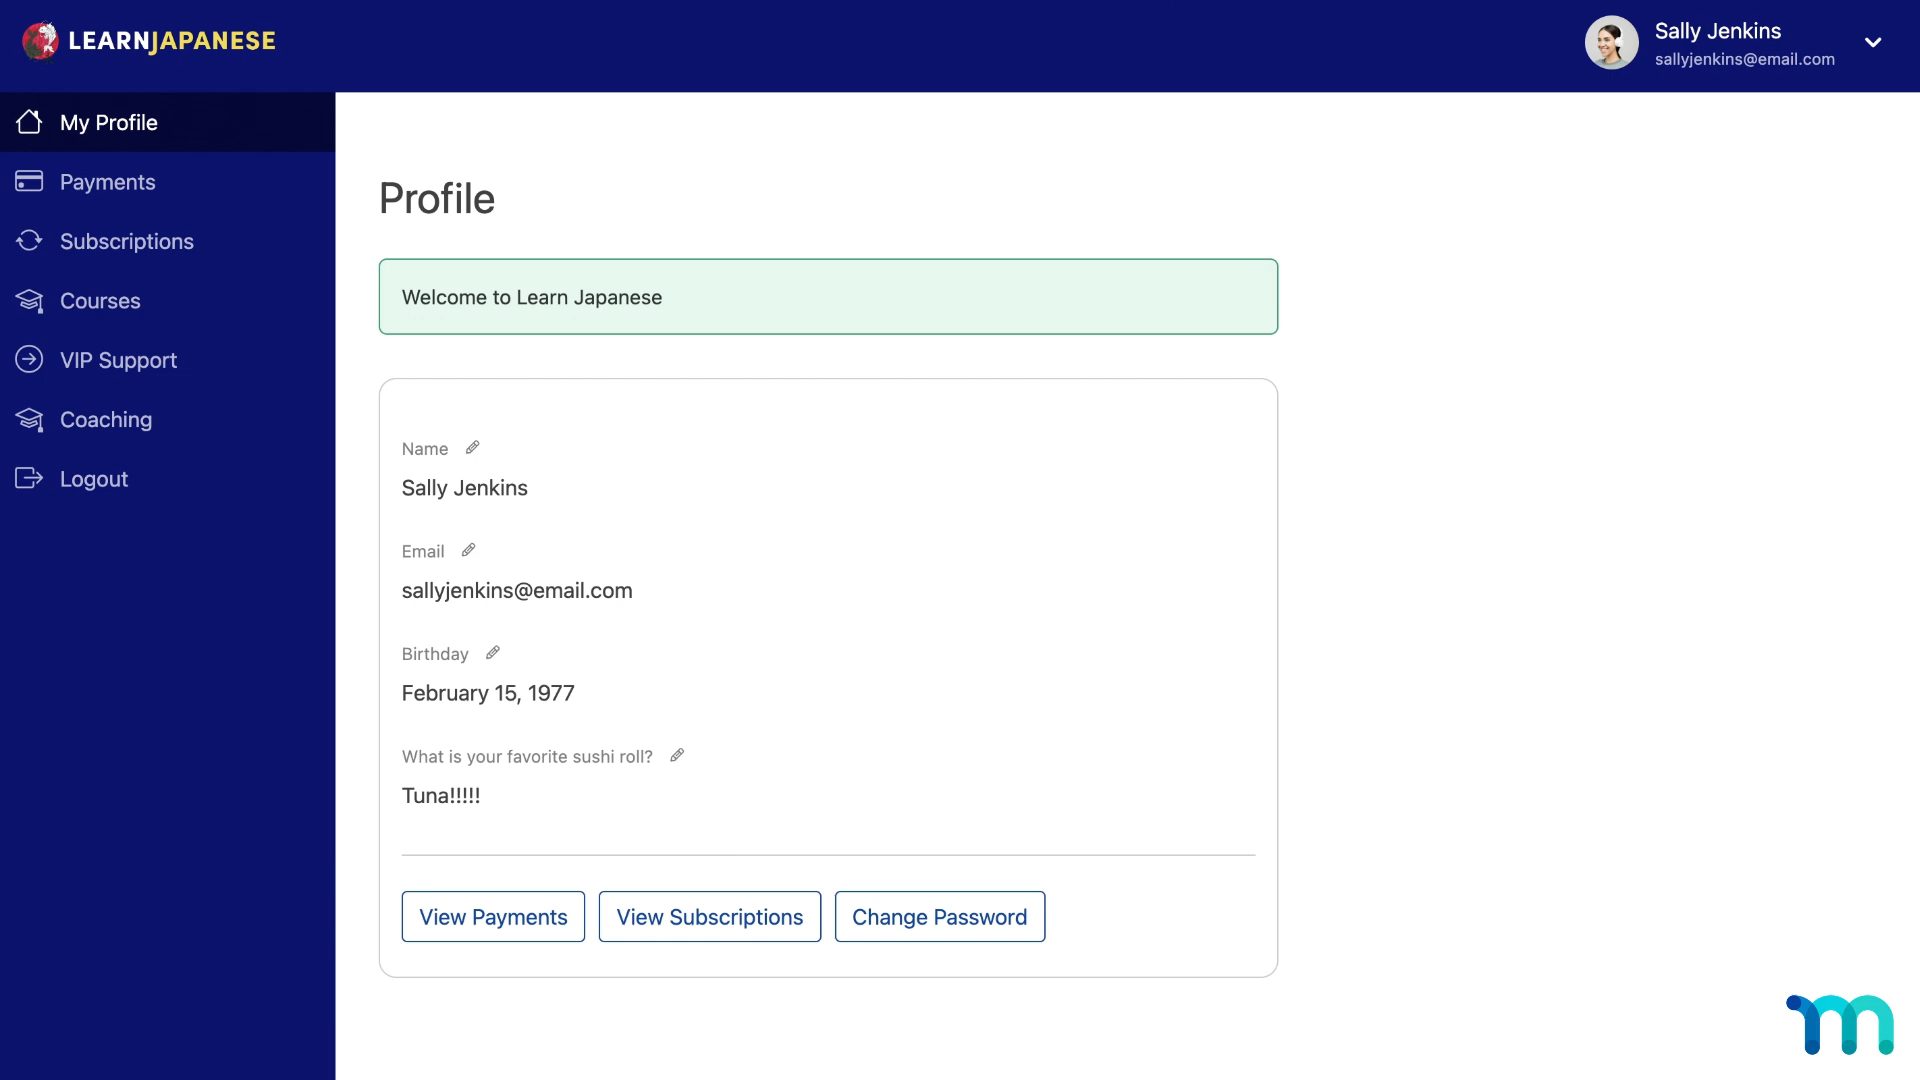 LEARNJAPANESE
Sally Jenkins
sallyjenkins@email.com
My Profile
Payments
Subscriptions
Courses
VIP Support
Coaching
Logout
Profile
Welcome to Learn Japanese
Name
Sally Jenkins
Email
sallyjenkins@email.com
Birthday
February 15, 1977
What is your favorite sushi roll?
Tuna!!!!!
View Payments View Subscriptions Change Password
m